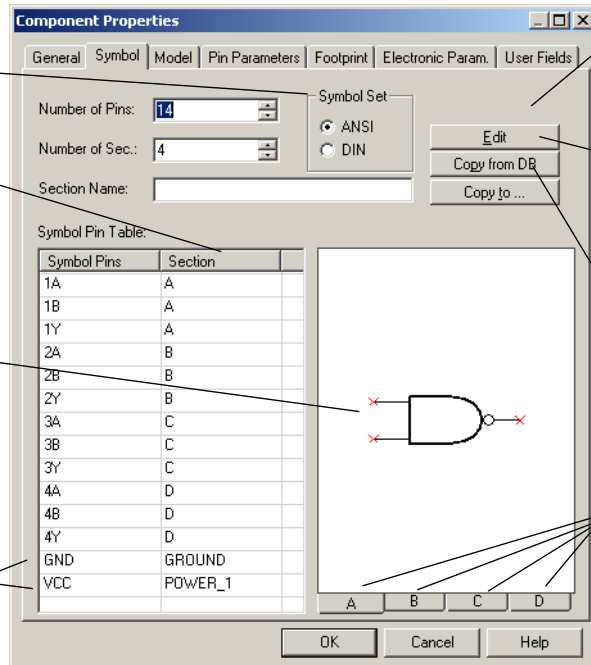 Component Properties
General Symbol Model Pin Parameters Footprint Electronic Param. User Fields
Number of Pins: 14
Symbol Set
ANSI
DIN
Number of Sec.: 4
Section Name:
Edit
Copy from DB
Copy to ...
Symbol Pin Table:
Symbol Pins Section
1A A
1B A
1Y A
2A B
2B B
2Y B
3A C
3B C
3Y C
4A D
4B D
4Y D
GND GROUND
VCC POWER_1
A B C D
OK Cancel Help